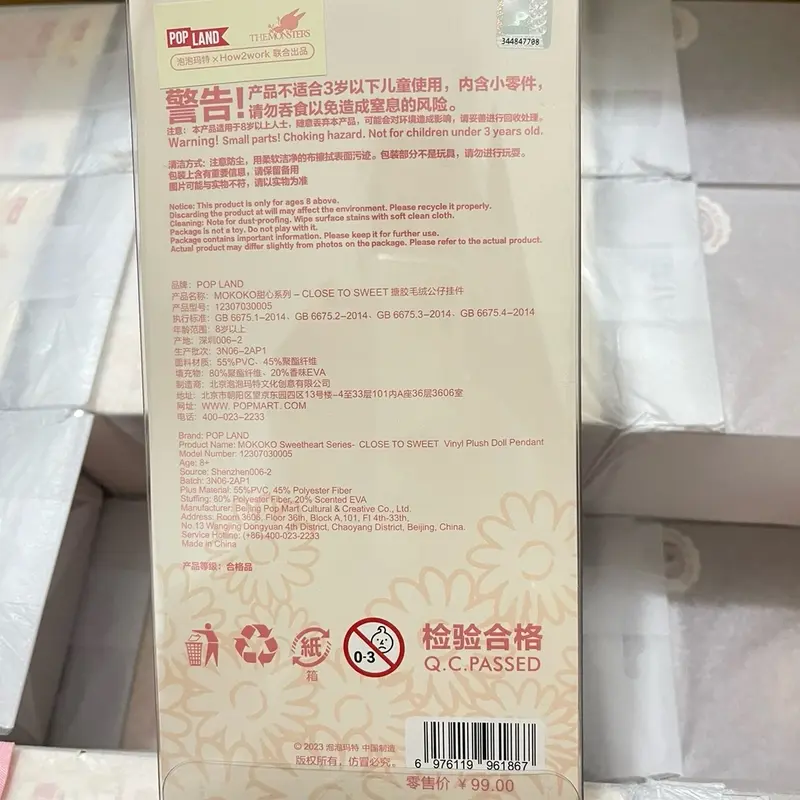 POP LAND
THEMONSTERS
泡泡玛特×How2work 联合出品
P
344847708
警告!
产品不适合3岁以下儿童使用，内含小零件，
请勿吞食以免造成窒息的风险。
注意：本产品适用于8岁以上人士，随意丢弃本产品，可能会对环境造成影响，请妥善进行回收处理。
Warning! Small parts! Choking hazard. Not for children under 3 years old.
清洁方式：注意防尘，用柔软洁净的布擦拭表面污迹。包装部分不是玩具，请勿进行玩耍。
包装上含有重要信息，请保留备用
图片可能与实物不符，请以实物为准
Notice: This product is only for ages 8 above.
Discarding the product at will may affect the environment. Please recycle it properly.
Cleaning: Note for dust-proofing. Wipe surface stains with soft clean cloth.
Package is not a toy. Do not play with it.
Package contains important information. Please keep it for further use.
Actual product may differ slightly from photos on the package. Please refer to the actual product.
品牌：POP LAND
产品名称：MOKOKO甜心系列 – CLOSE TO SWEET 搪胶毛绒公仔挂件
产品型号：12307030005
执行标准：GB 6675.1–2014、GB 6675.2–2014、GB 6675.3–2014、GB 6675.4–2014
年龄范围：8岁以上
产地：深圳006-2
生产批次：3N06-2AP1
面料材质：55%PVC、45%聚酯纤维
填充物：80%聚酯纤维、20%香味EVA
制造商：北京泡泡玛特文化创意有限公司
地址：北京市朝阳区望京东园四区13号楼-4至33层101内A座36层3606室
网址：WWW. POPMART. COM
电话：400-023-2233
Brand: POP LAND
Product Name: MOKOKO Sweetheart Series- CLOSE TO SWEET Vinyl Plush Doll Pendant
Model Number: 12307030005
Age: 8+
Source: Shenzhen006-2
Batch: 3N06-2AP1
Plus Material: 55%PVC, 45% Polyester Fiber
Stuffing: 80% Polyester Fiber, 20% Scented EVA
Manufacturer: Beijing Pop Mart Cultural & Creative Co., Ltd.
Address: Room 3606, Floor 36th, Block A,101, Fl 4th-33th,
No.13 Wangjing Dongyuan 4th District, Chaoyang District, Beijing, China.
Service Hotline: (+86) 400-023-2233
Made in China
产品等级：合格品
紙
箱
0-3
检验合格
Q.C.PASSED
© 2023 泡泡玛特 中国制造
版权所有，仿冒必究。
6 976119 961867
零售价 ￥99.00